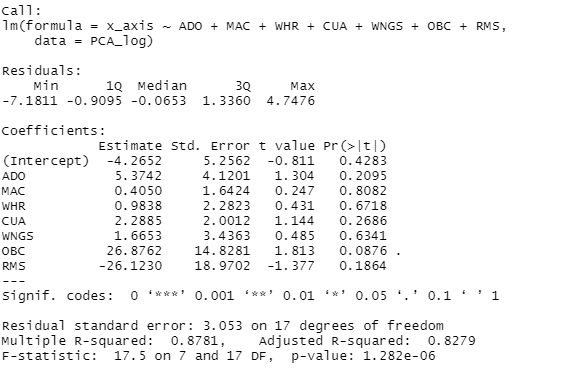 Call:
lm(formula = x_axis ~ ADO + MAC + WHR + CUA + WNGS + OBC + RMS,
    data = PCA_log)
Residuals:
    Min      1Q  Median      3Q     Max
-7.1811 -0.9095 -0.0653  1.3360  4.7476
Coefficients:
            Estimate Std. Error t value Pr(>|t|)
(Intercept)  -4.2652     5.2562  -0.811   0.4283
ADO           5.3742     4.1201   1.304   0.2095
MAC           0.4050     1.6424   0.247   0.8082
WHR           0.9838     2.2823   0.431   0.6718
CUA           2.2885     2.0012   1.144   0.2686
WNGS          1.6653     3.4363   0.485   0.6341
OBC          26.8762    14.8281   1.813   0.0876 .
RMS         -26.1230    18.9702  -1.377   0.1864
---
Signif. codes:  0 ‘***’ 0.001 ‘**’ 0.01 ‘*’ 0.05 ‘.’ 0.1 ‘ ’ 1
Residual standard error: 3.053 on 17 degrees of freedom
Multiple R-squared:  0.8781,    Adjusted R-squared:  0.8279
F-statistic:  17.5 on 7 and 17 DF,  p-value: 1.282e-06